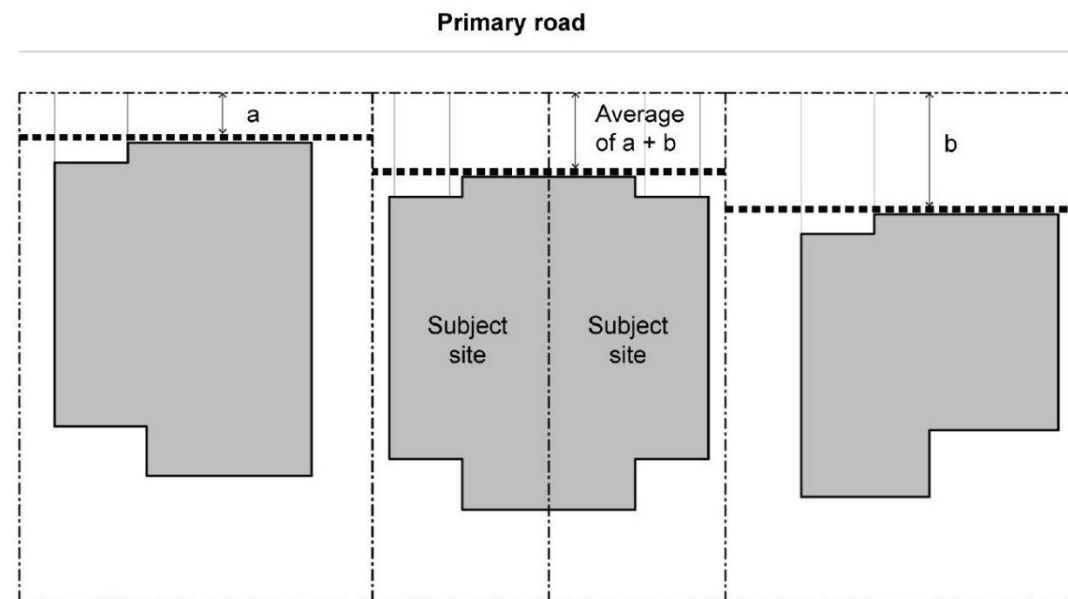 Primary road
a
Average
of a + b
b
Subject
site
Subject
site